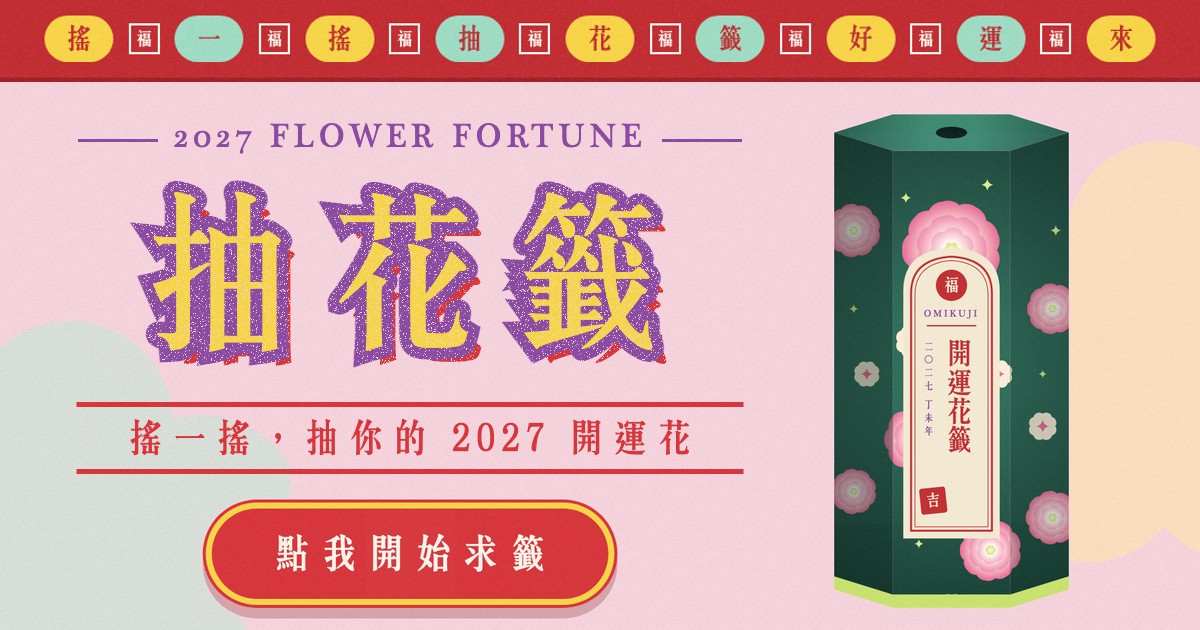 搖 福 一 福 搖 福 抽 福 花 福 籤 福 好 福 運 福 來
2027 FLOWER FORTUNE
抽花籤
搖一搖，抽你的 2027 開運花
點我開始求籤
福
OMIKUJI
開運花籤
二〇二七 丁未年
吉